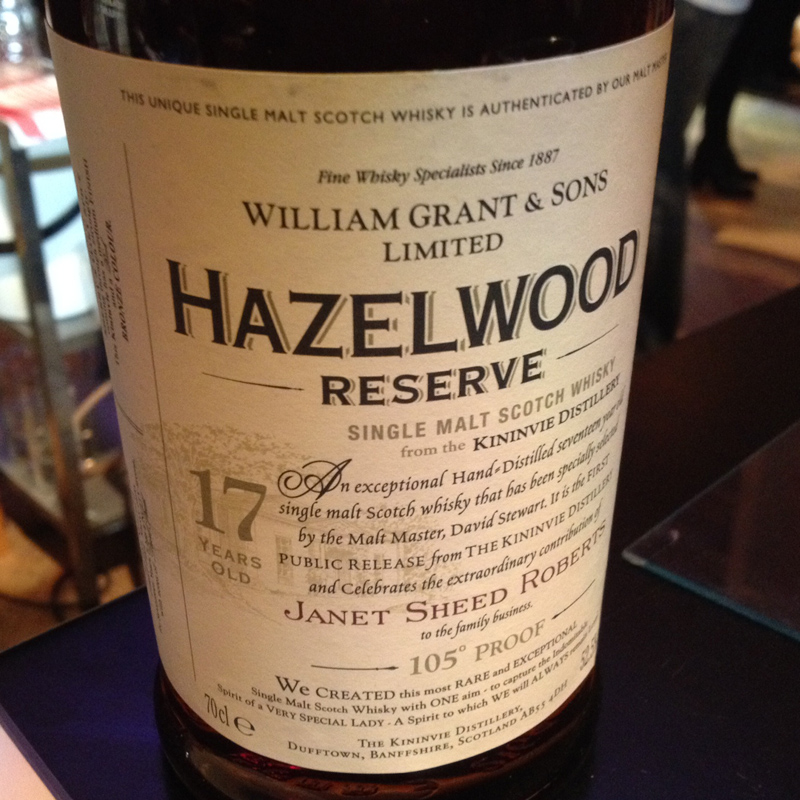 THIS UNIQUE SINGLE MALT SCOTCH WHISKY IS AUTHENTICATED BY OUR MALT
Fine Whisky Specialists Since 1887
WILLIAM GRANT & SONS
LIMITED
HAZELWOOD
RESERVE
SINGLE MALT SCOTCH WHISKY
from the KININVIE DISTILLERY
17
YEARS
OLD
An exceptional Hand-Distilled seventeen year old
single malt Scotch whisky that has been specially selected
by the Malt Master, David Stewart. It is the FIRST
PUBLIC RELEASE from THE KININVIE DISTILLERY
and Celebrates the extraordinary contribution of
JANET SHEED ROBERTS
to the family business.
105° PROOF
We CREATED this most RARE and EXCEPTIONAL
Single Malt Scotch Whisky with ONE aim - to capture the Indomitable
Spirit of a VERY SPECIAL LADY - A Spirit to which WE will ALWAYS remain
70cl e
THE KININVIE DISTILLERY,
DUFFTOWN, BANFFSHIRE, SCOTLAND AB55 4DH
BRONZE COLOUR